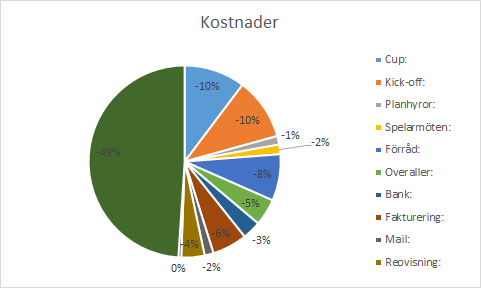 Kostnader
-10%
-10%
-1%
-2%
-8%
-5%
-3%
-6%
-2%
-4%
0%
-49%
Cup:
Kick-off:
Planhyror:
Spelarmöten:
Förråd:
Overaller:
Bank:
Fakturering:
Mail:
Reovisning: